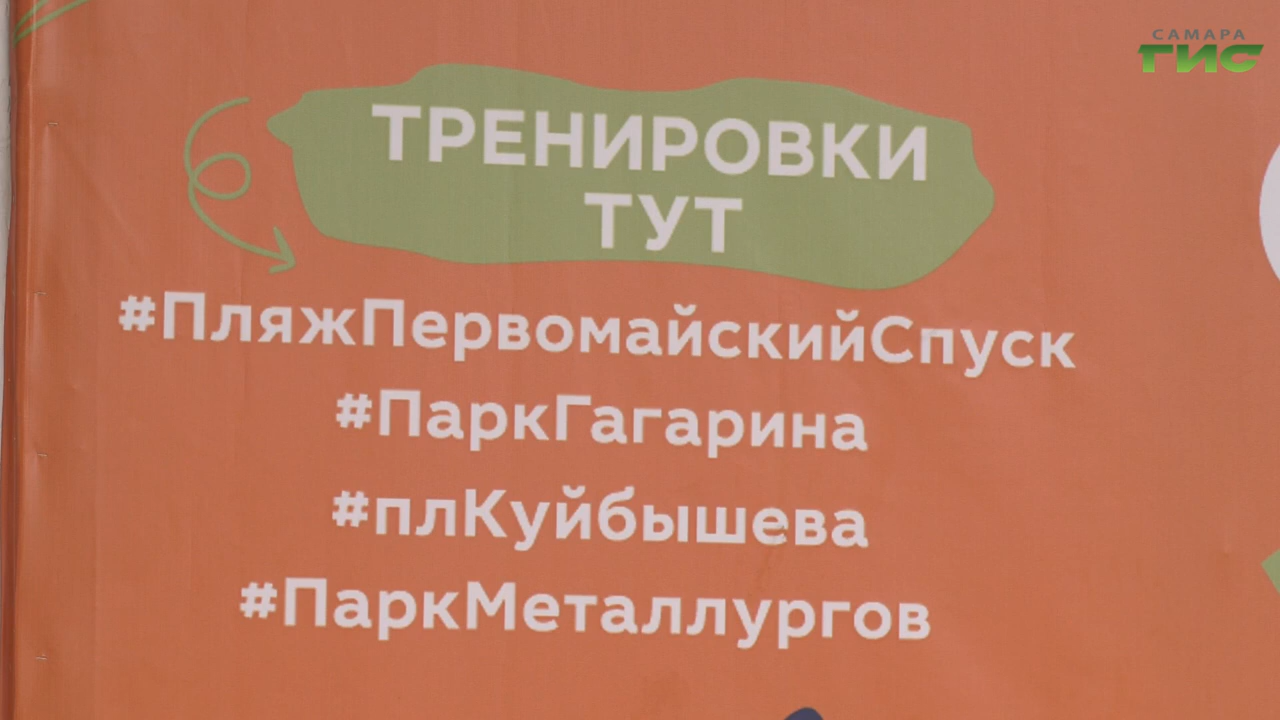 САМАРА
ГИС
ТРЕНИРОВКИ
ТУТ
#ПляжПервомайскийСпуск
#ПаркГагарина
#плКуйбышева
#ПаркМеталлургов